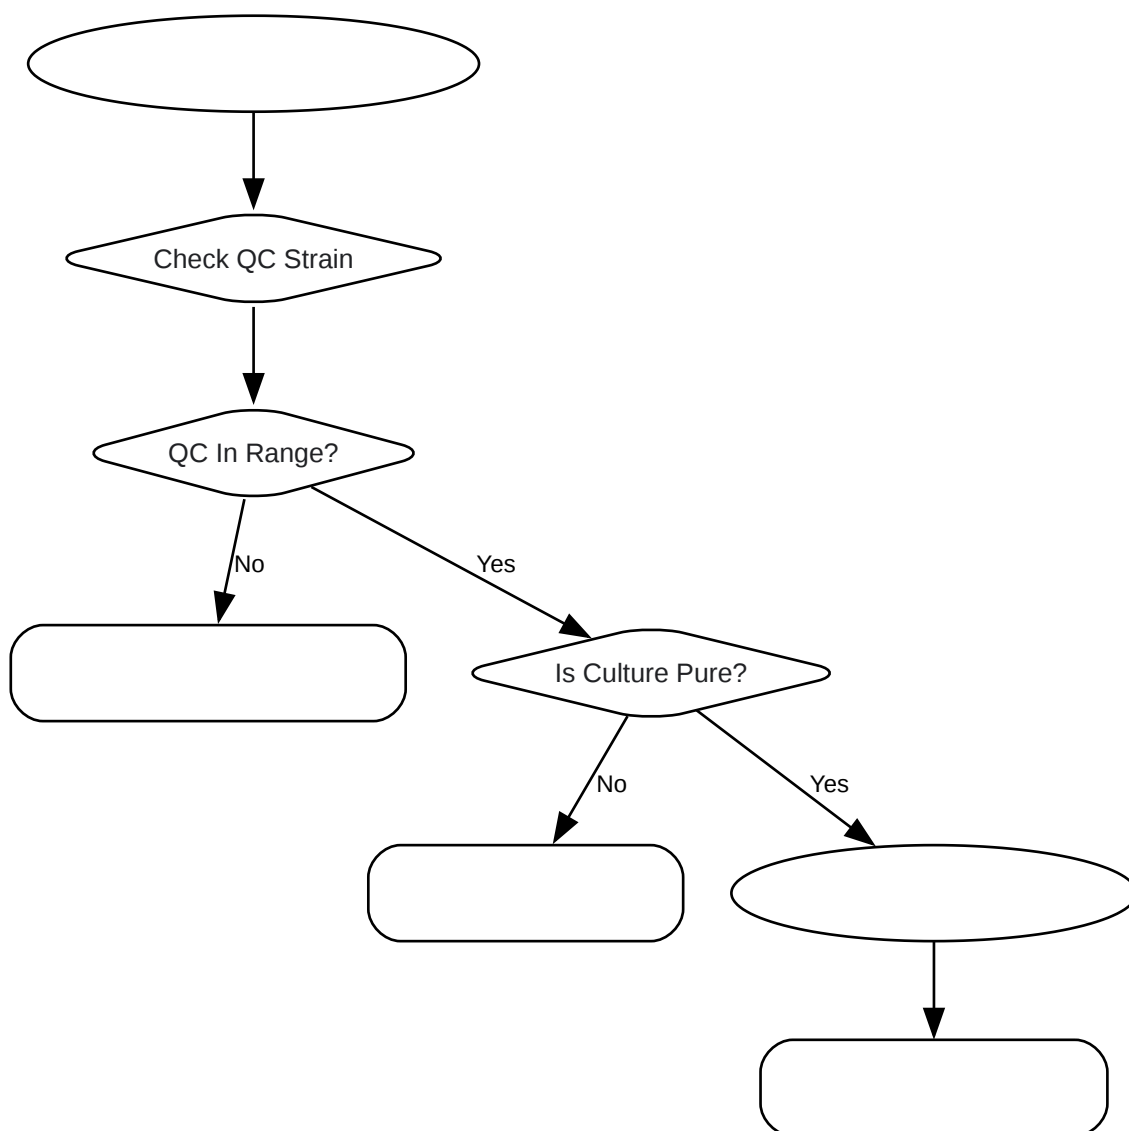 Check QC Strain
QC In Range?
No
Yes
Is Culture Pure?
No
Yes